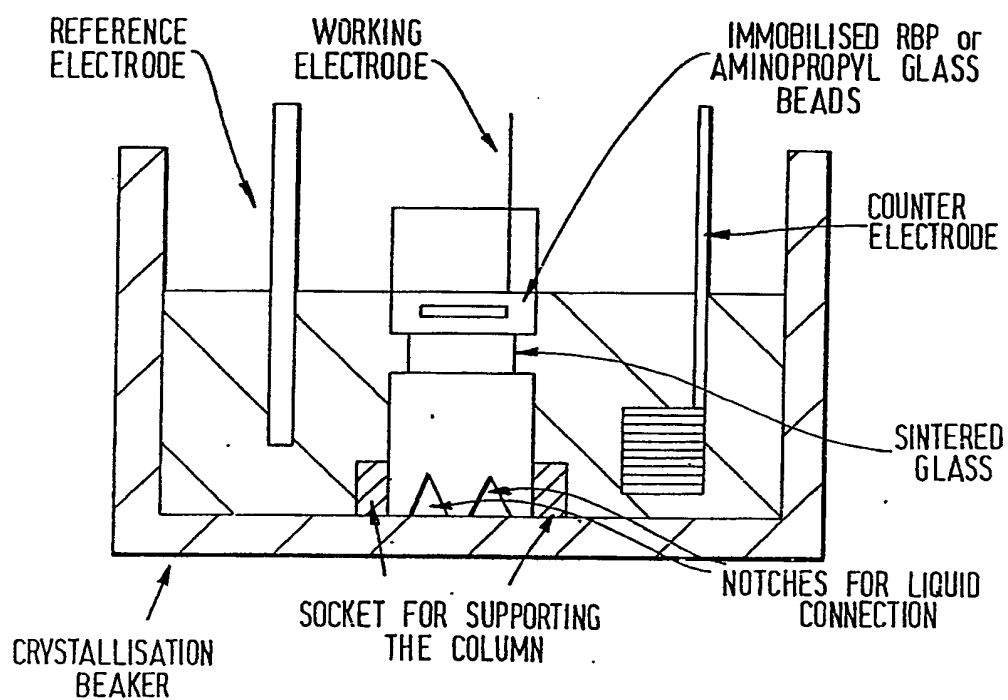 REFERENCE
ELECTRODE
WORKING
ELECTRODE
IMMOBILISED RBP or
AMINOPROPYL GLASS
BEADS
COUNTER
ELECTRODE
SINTERED
GLASS
NOTCHES FOR LIQUID
CONNECTION
SOCKET FOR SUPPORTING
THE COLUMN
CRYSTALLISATION
BEAKER